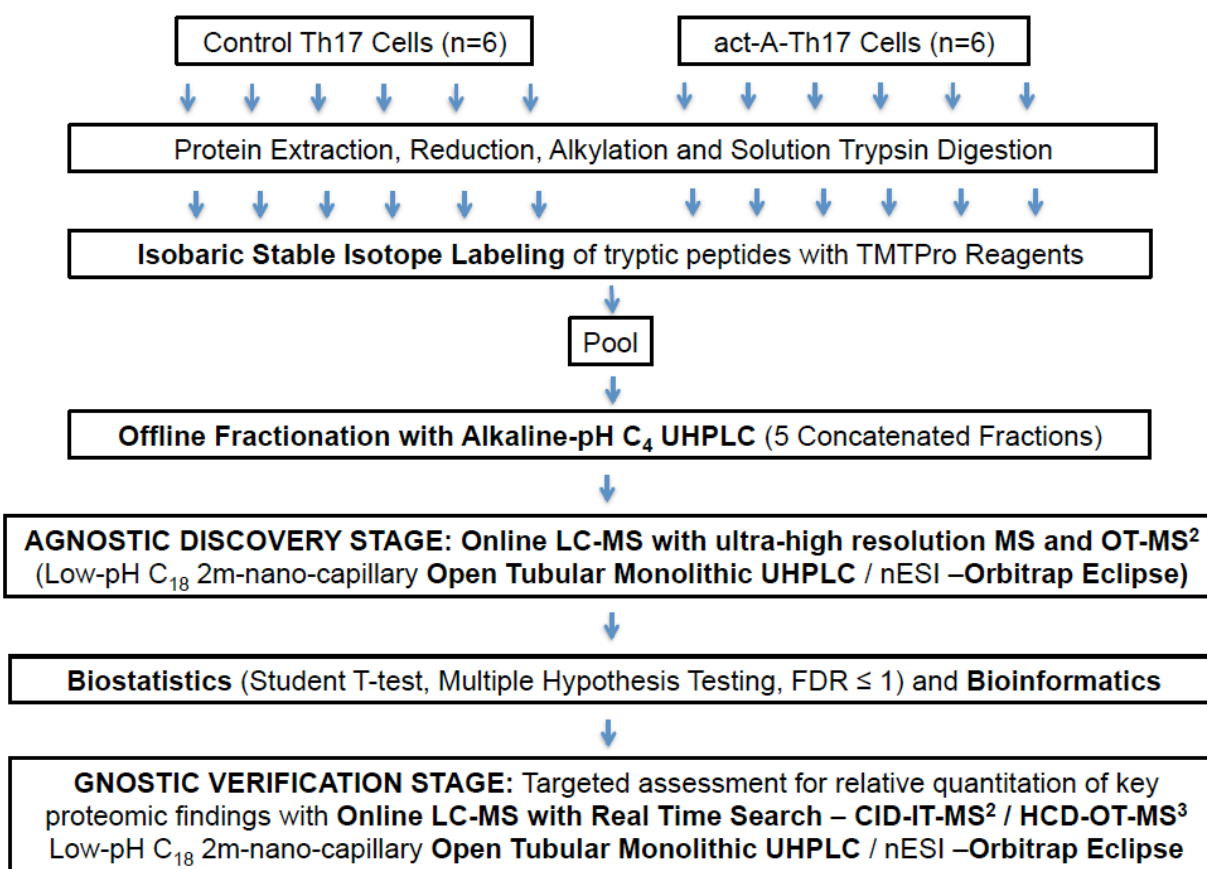 Control Th17 Cells (n=6)
act-A-Th17 Cells (n=6)
Protein Extraction, Reduction, Alkylation and Solution Trypsin Digestion
Isobaric Stable Isotope Labeling of tryptic peptides with TMTPro Reagents
Pool
Offline Fractionation with Alkaline-pH C₄ UHPLC (5 Concatenated Fractions)
AGNOSTIC DISCOVERY STAGE: Online LC-MS with ultra-high resolution MS and OT-MS²
(Low-pH C₁₈ 2m-nano-capillary Open Tubular Monolithic UHPLC / nESI –Orbitrap Eclipse)
Biostatistics (Student T-test, Multiple Hypothesis Testing, FDR ≤ 1) and Bioinformatics
GNOSTIC VERIFICATION STAGE: Targeted assessment for relative quantitation of key
proteomic findings with Online LC-MS with Real Time Search – CID-IT-MS² / HCD-OT-MS³
Low-pH C₁₈ 2m-nano-capillary Open Tubular Monolithic UHPLC / nESI –Orbitrap Eclipse